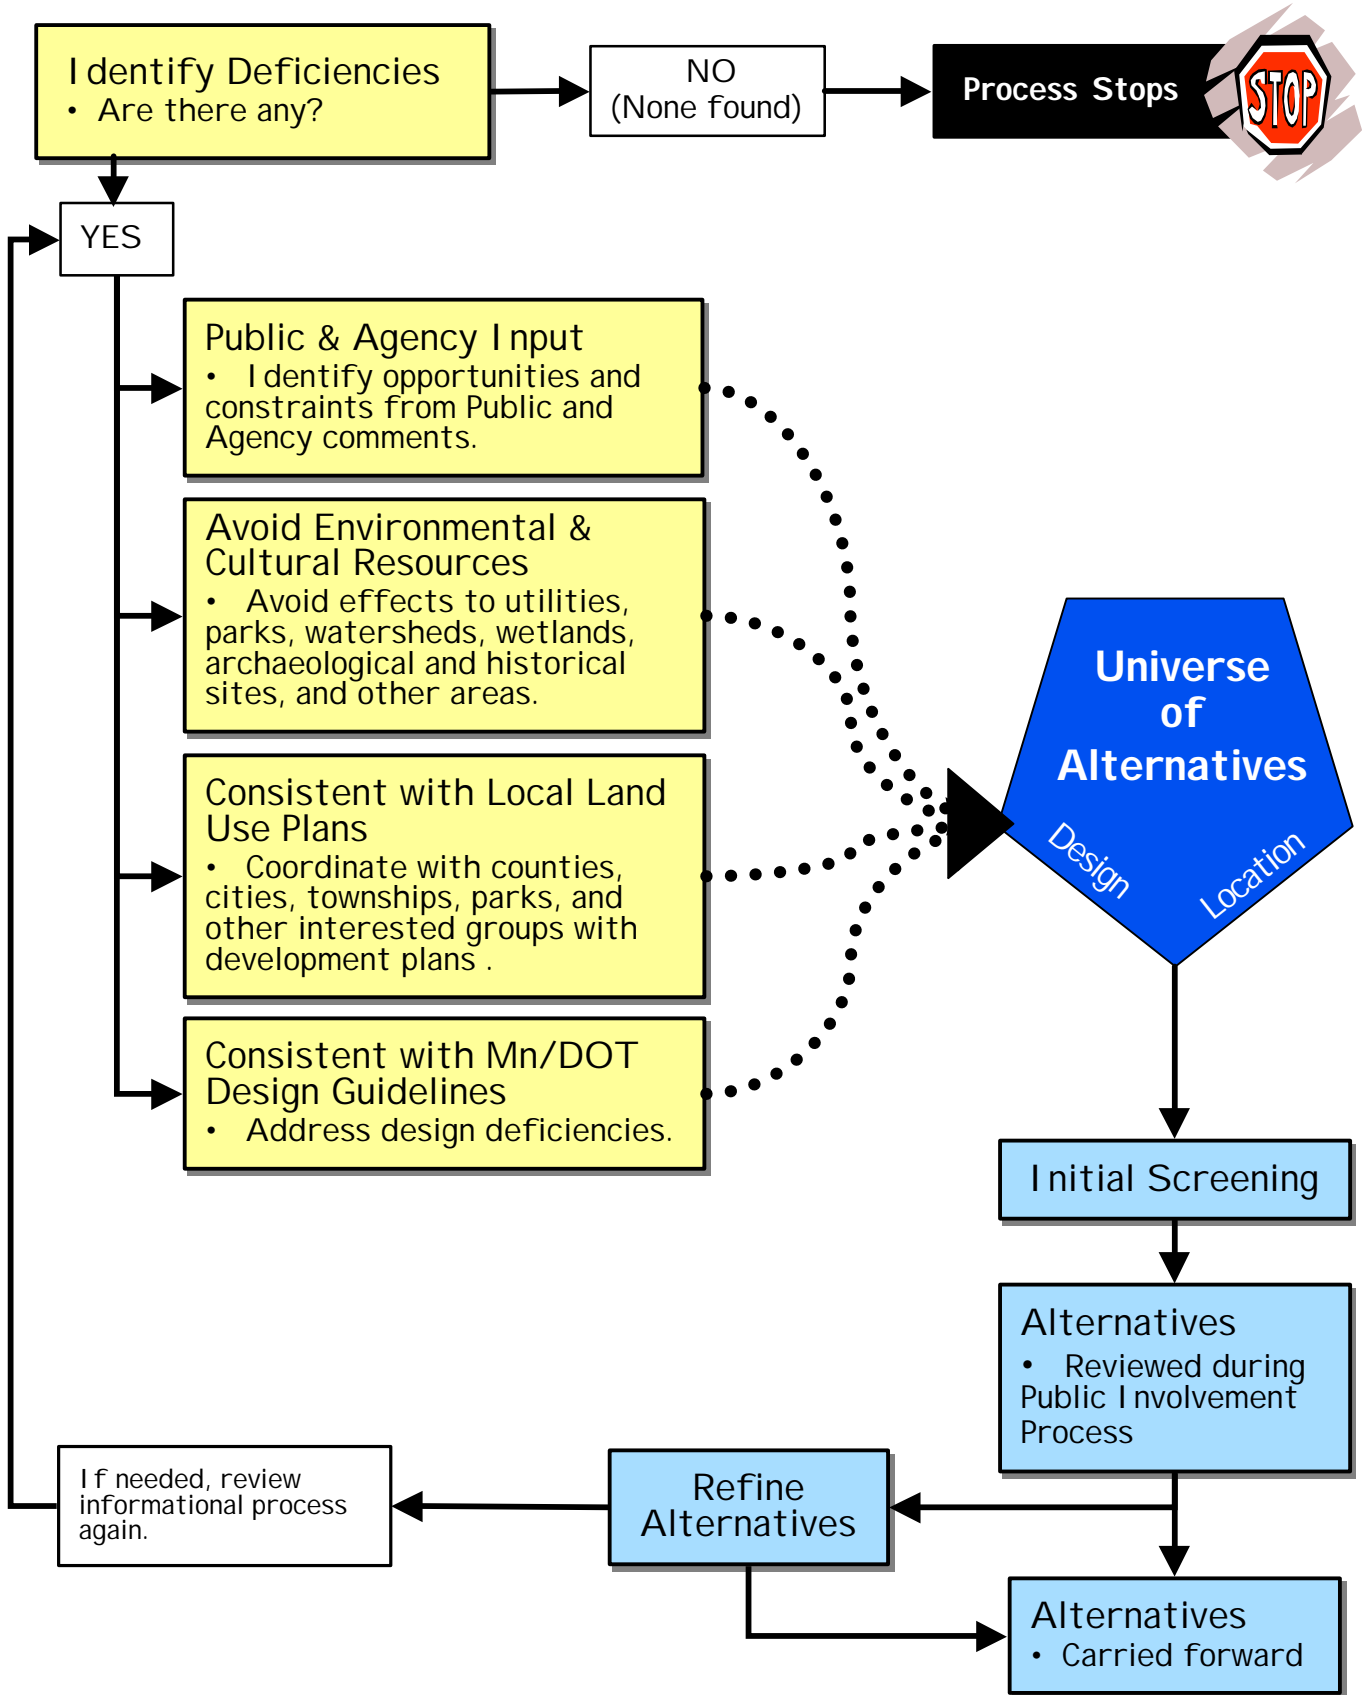 Identify Deficiencies
• Are there any?
NO
(None found)
Process Stops
STOP
YES
Public & Agency Input
• Identify opportunities and
constraints from Public and
Agency comments.
Avoid Environmental &
Cultural Resources
• Avoid effects to utilities,
parks, watersheds, wetlands,
archaeological and historical
sites, and other areas.
Consistent with Local Land
Use Plans
• Coordinate with counties,
cities, townships, parks, and
other interested groups with
development plans .
Consistent with Mn/DOT
Design Guidelines
• Address design deficiencies.
Universe
of
Alternatives
Design
Location
Initial Screening
Alternatives
• Reviewed during
Public Involvement
Process
Refine
Alternatives
If needed, review
informational process
again.
Alternatives
• Carried forward